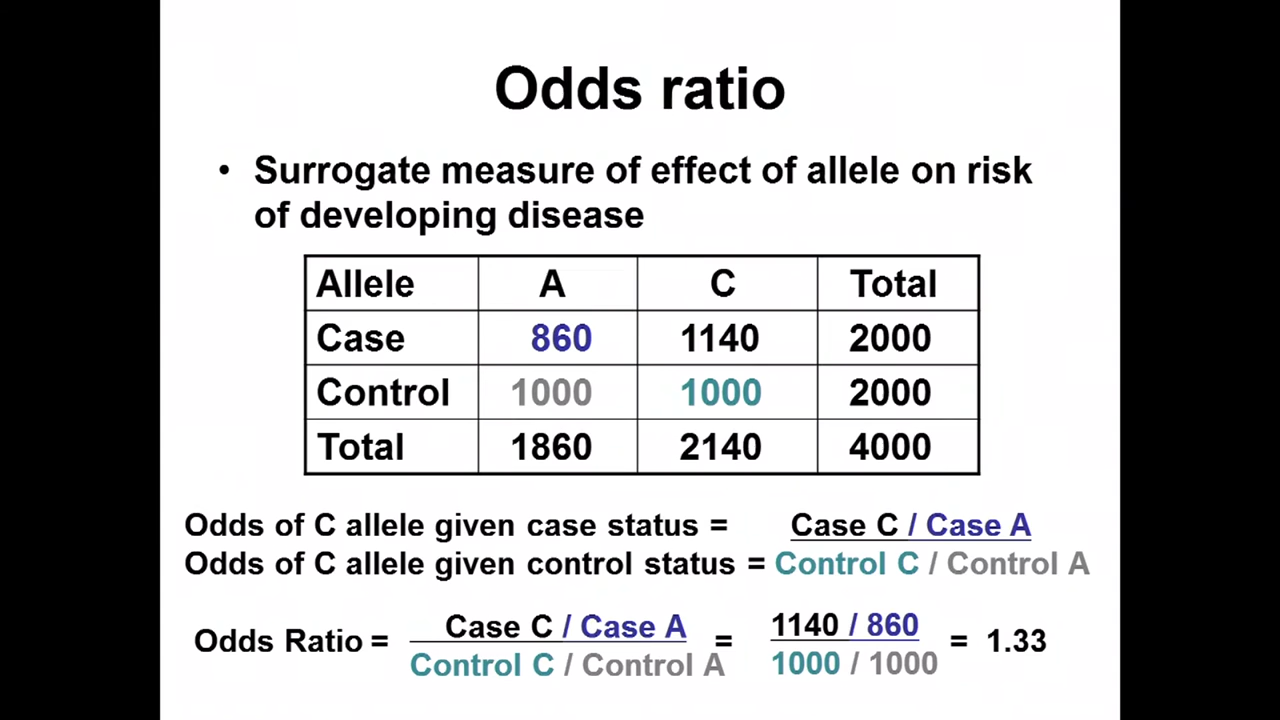 Odds ratio
• Surrogate measure of effect of allele on risk
of developing disease
Allele A C Total
Case 860 1140 2000
Control 1000 1000 2000
Total 1860 2140 4000
Odds of C allele given case status = Case C / Case A
Odds of C allele given control status = Control C / Control A
Odds Ratio = Case C / Case A = 1140 / 860 = 1.33
Control C / Control A 1000 / 1000